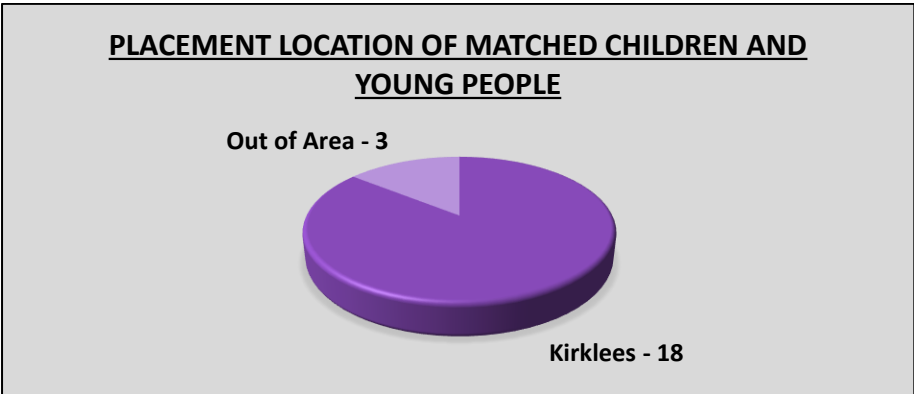 PLACEMENT LOCATION OF MATCHED CHILDREN AND
YOUNG PEOPLE
Out of Area - 3
Kirklees - 18